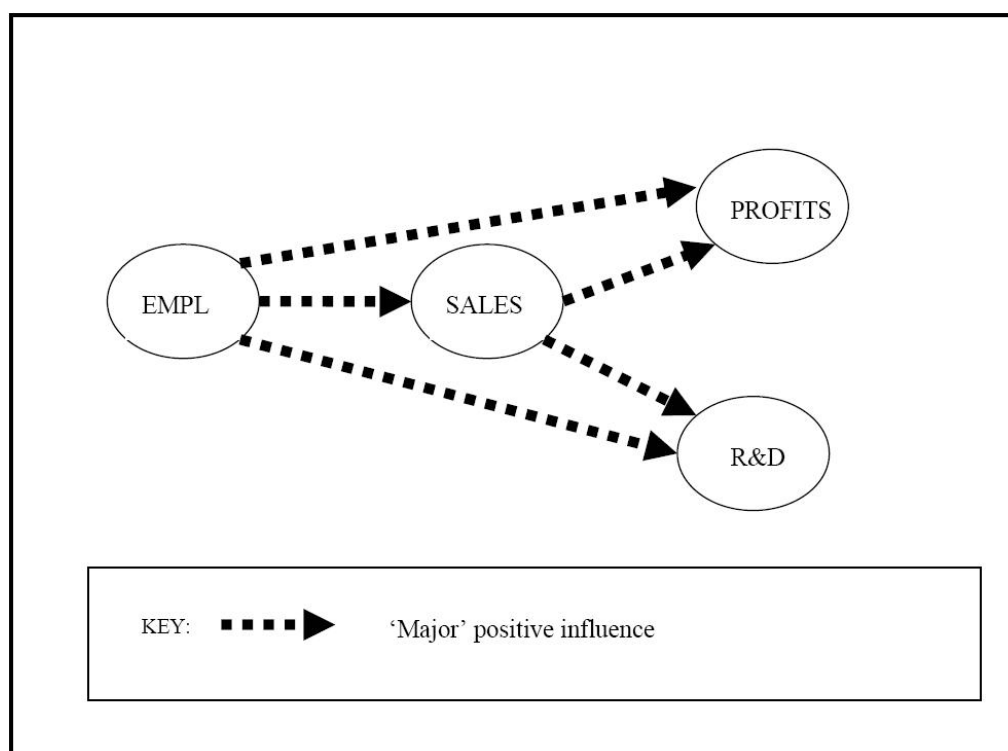 PROFITS
EMPL
SALES
R&D
KEY:
‘Major’ positive influence